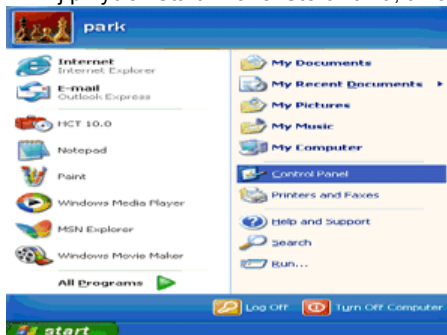 park
Internet
Internet Explorer
E-mail
Outlook Express
HCT 10.0
Notepad
Paint
Windows Media Player
MSN Explorer
Windows Movie Maker
All Programs
My Documents
My Recent Documents
My Pictures
My Music
My Computer
Control Panel
Printers and Faxes
Help and Support
Search
Run...
Log Off
Turn Off Computer
start